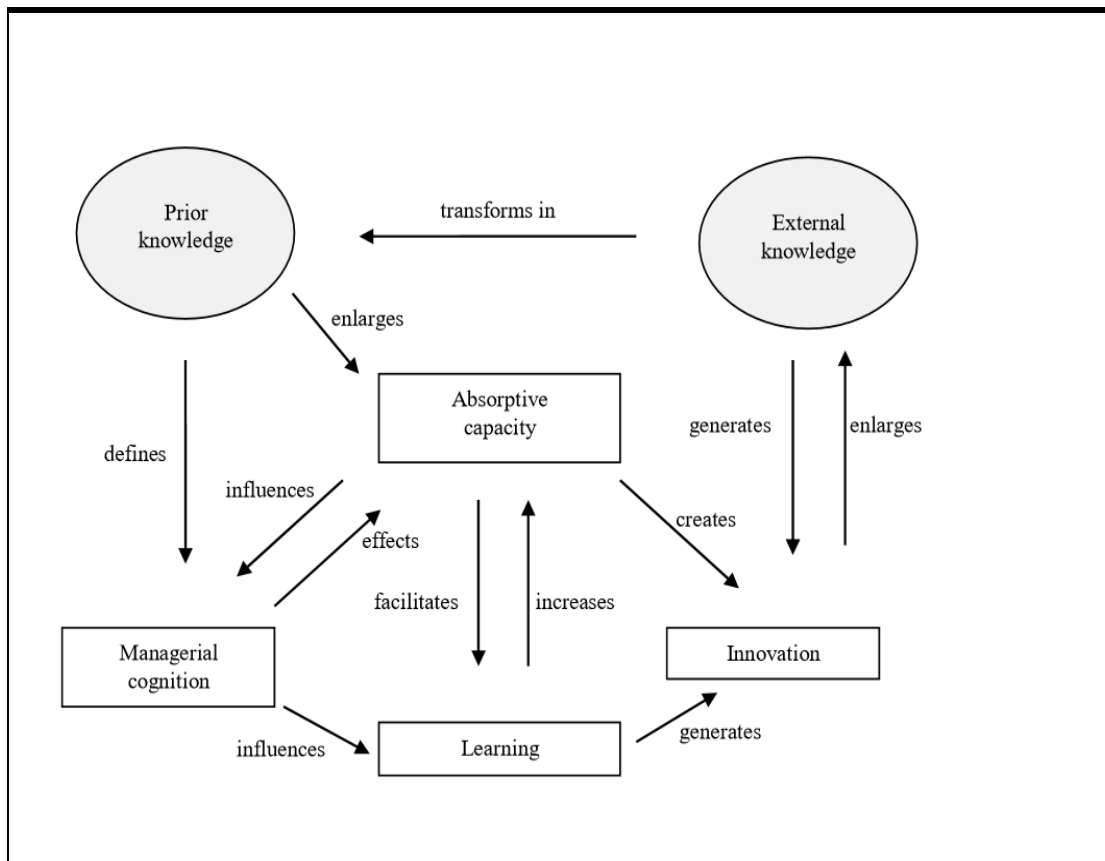 Prior
knowledge
transforms in
External
knowledge
enlarges
Absorptive
capacity
generates
enlarges
defines
influences
effects
creates
facilitates
increases
Managerial
cognition
Innovation
influences
Learning
generates